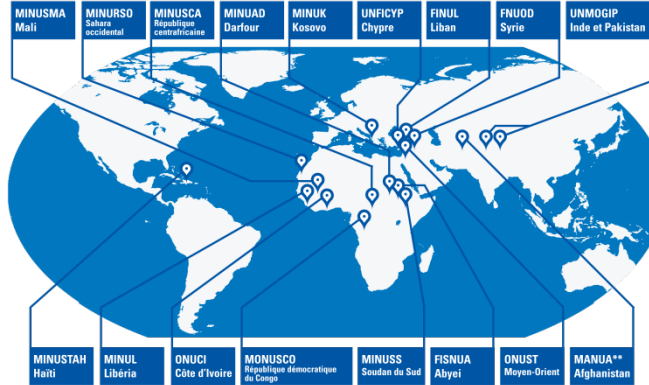 MINUSMA
Mali
MINURSO
Sahara
occidental
MINUSCA
République
centrafricaine
MINUAD
Darfour
MINUK
Kosovo
UNFICYP
Chypre
FINUL
Liban
FNUOD
Syrie
UNMOGIP
Inde et Pakistan
MINUSTAH
Haïti
MINUL
Libéria
ONUCI
Côte d'Ivoire
MONUSCO
République démocratique
du Congo
MINUSS
Soudan du Sud
FISNUA
Abyei
ONUST
Moyen-Orient
MANUA**
Afghanistan